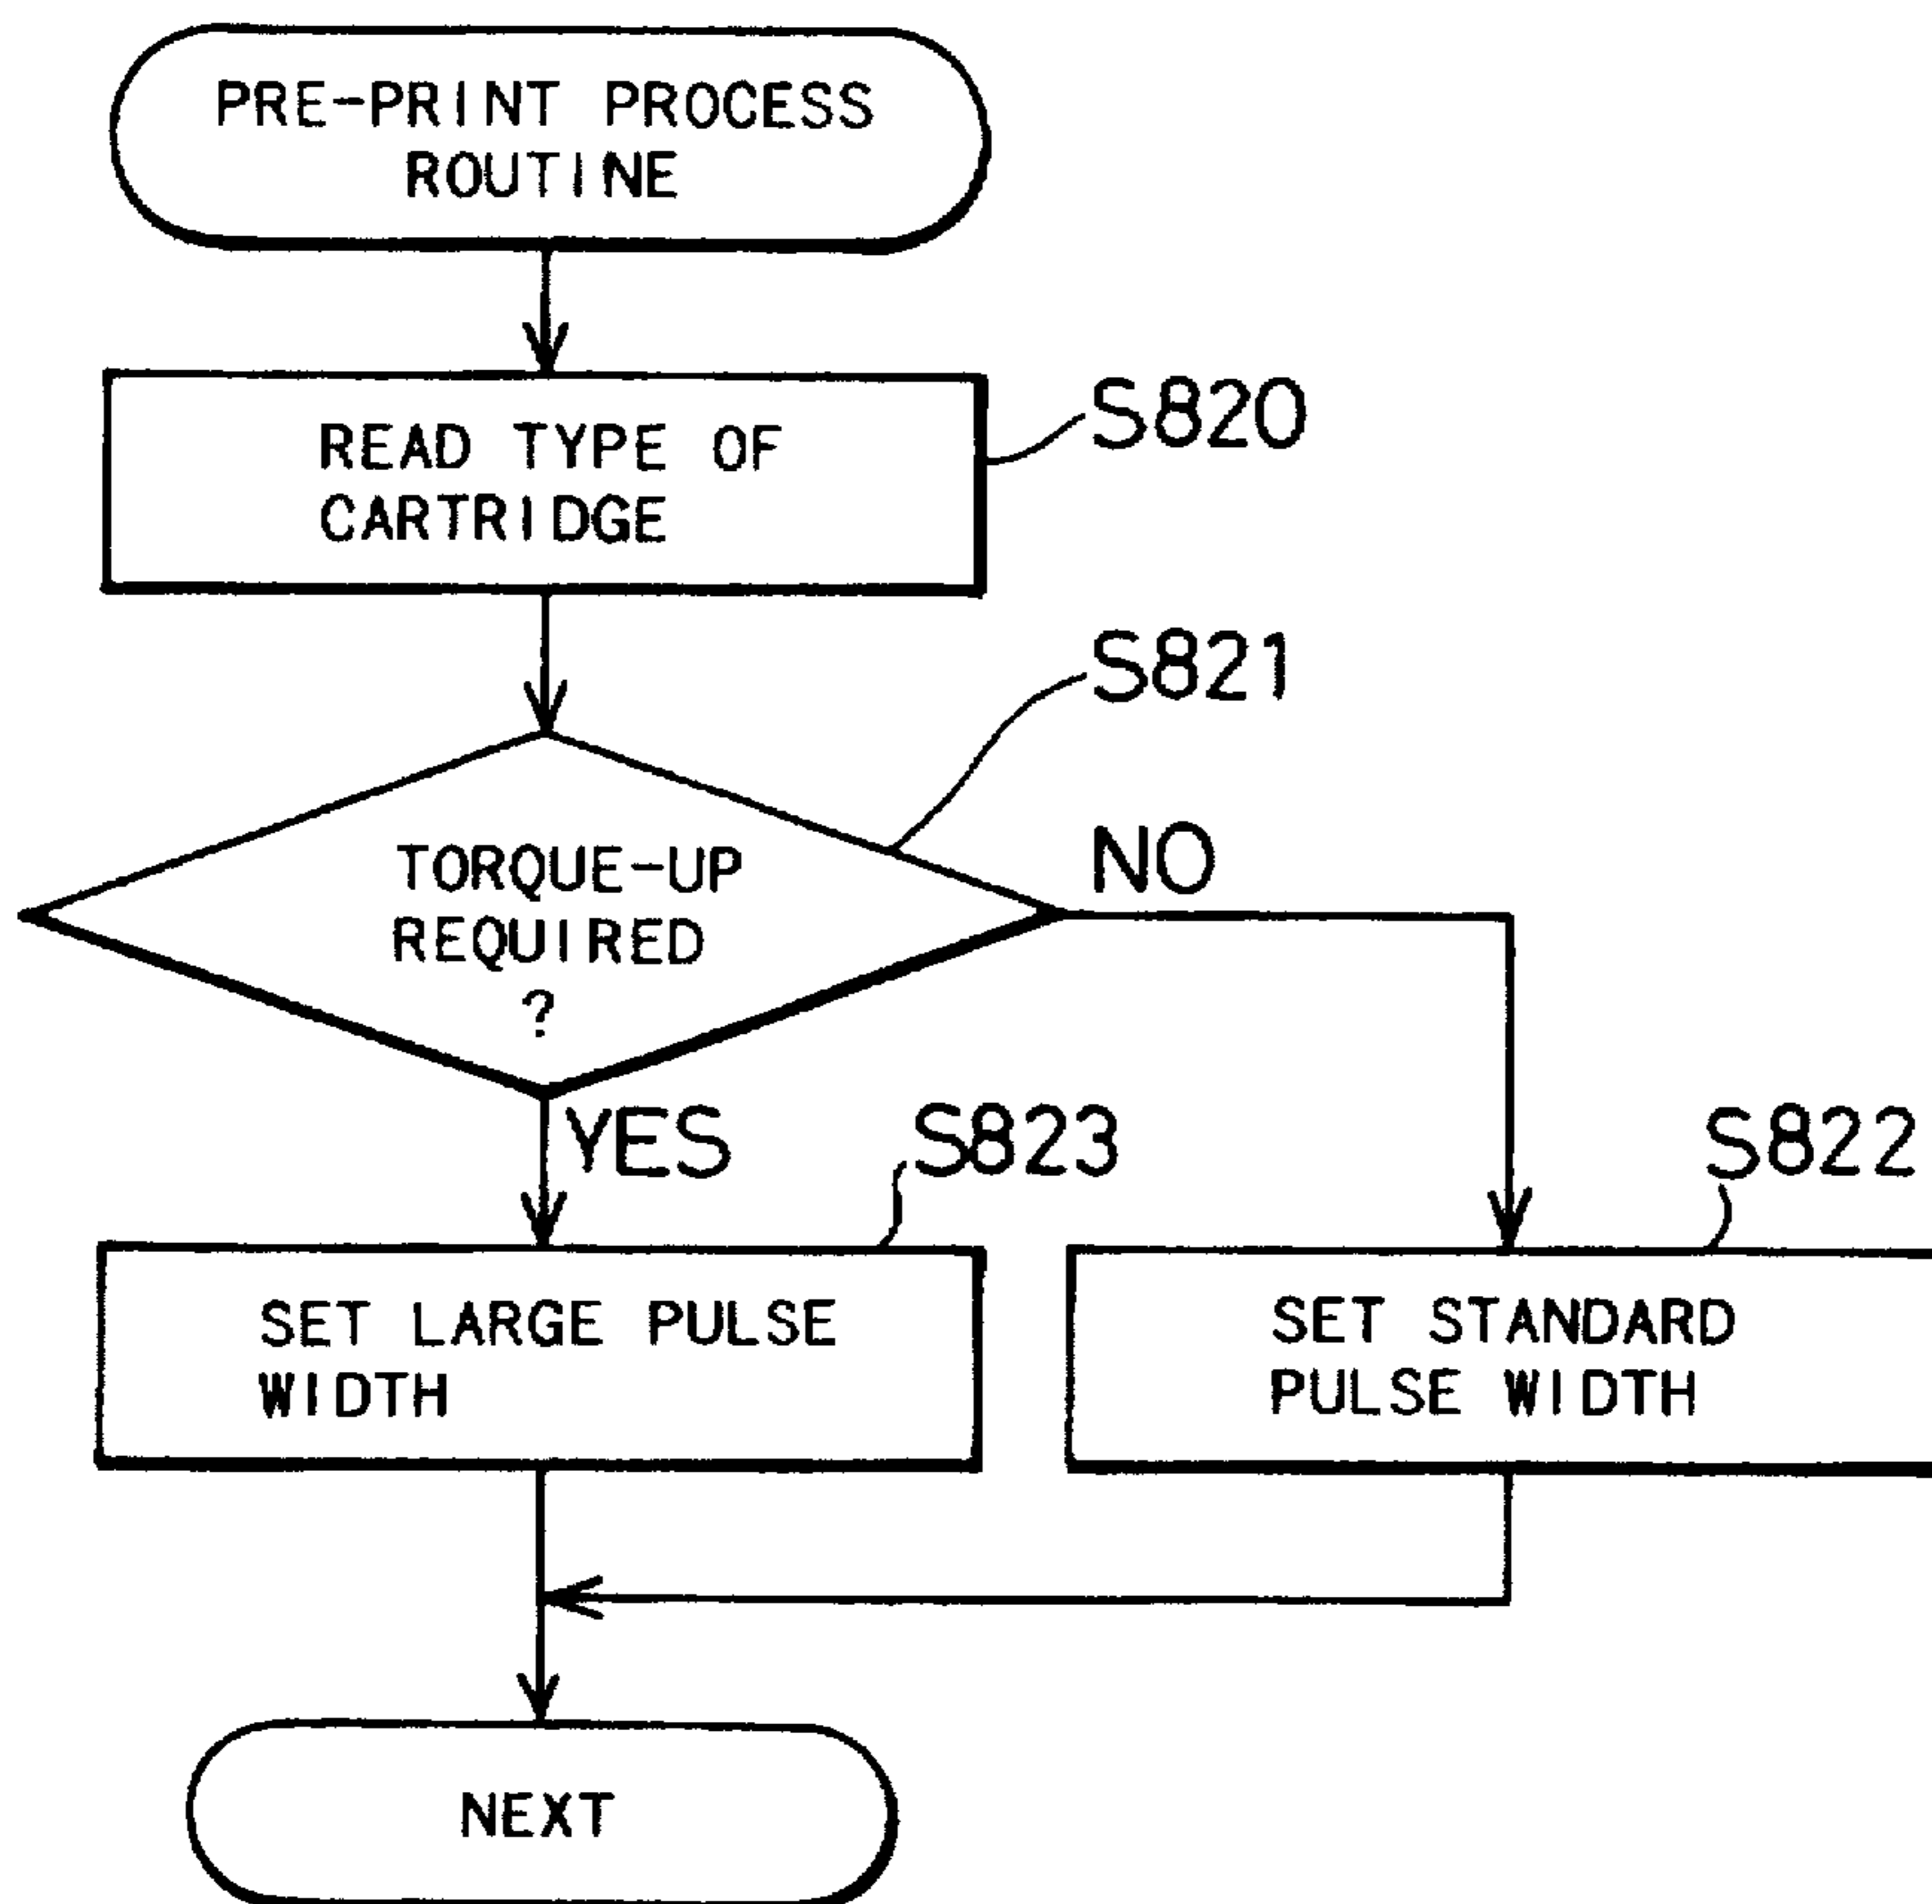 PRE-PRINT PROCESS
ROUTINE
READ TYPE OF
CARTRIDGE
S820
S821
TORQUE-UP
REQUIRED
?
NO
YES
S823
S822
SET LARGE PULSE
WIDTH
SET STANDARD
PULSE WIDTH
NEXT